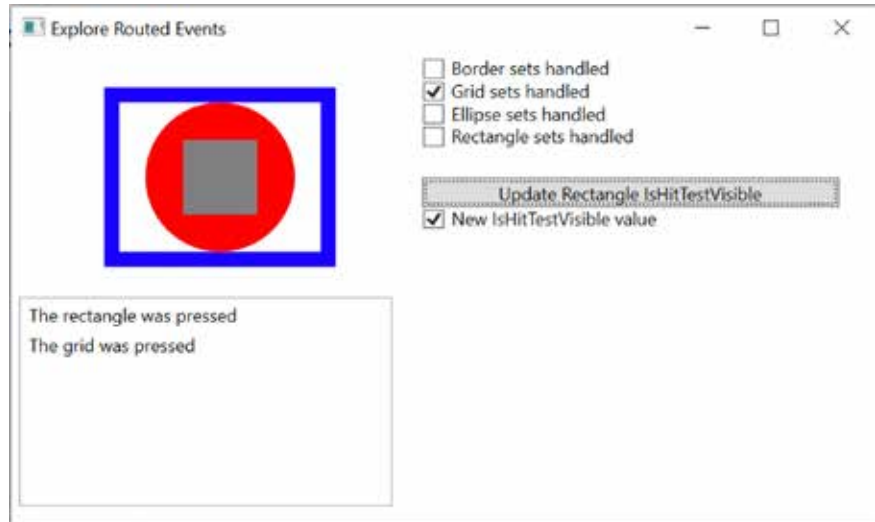 Explore Routed Events
Border sets handled
Grid sets handled
Ellipse sets handled
Rectangle sets handled
Update Rectangle IsHitTestVisible
New IsHitTestVisible value
The rectangle was pressed
The grid was pressed